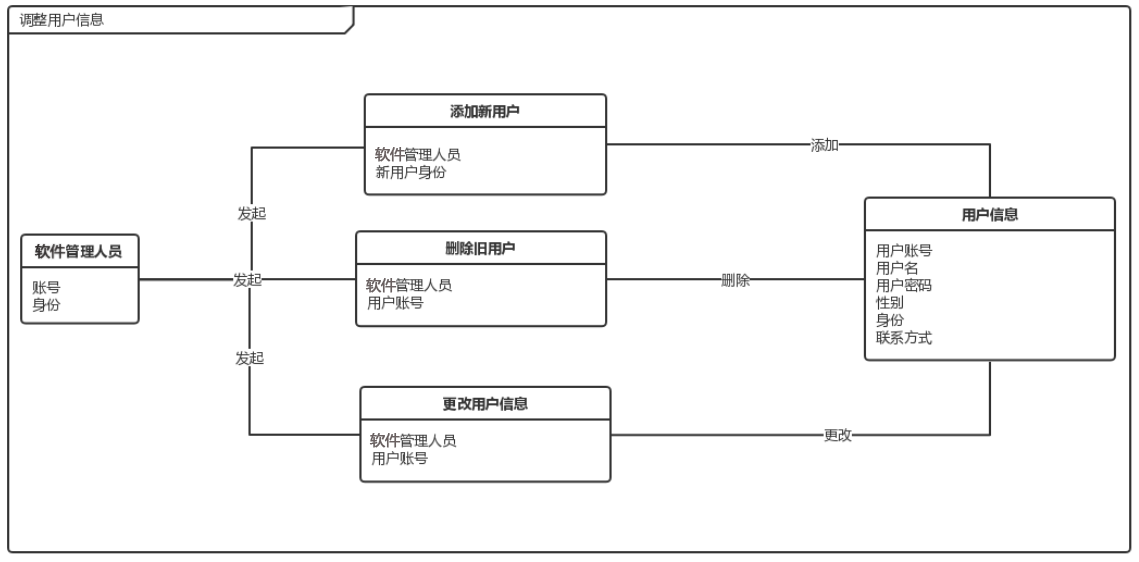 调整用户信息
添加新用户
软件管理人员
新用户身份
添加
发起
用户信息
用户账号
用户名
用户密码
性别
身份
联系方式
软件管理人员
账号
身份
发起
删除旧用户
软件管理人员
用户账号
删除
发起
更改用户信息
软件管理人员
用户账号
更改